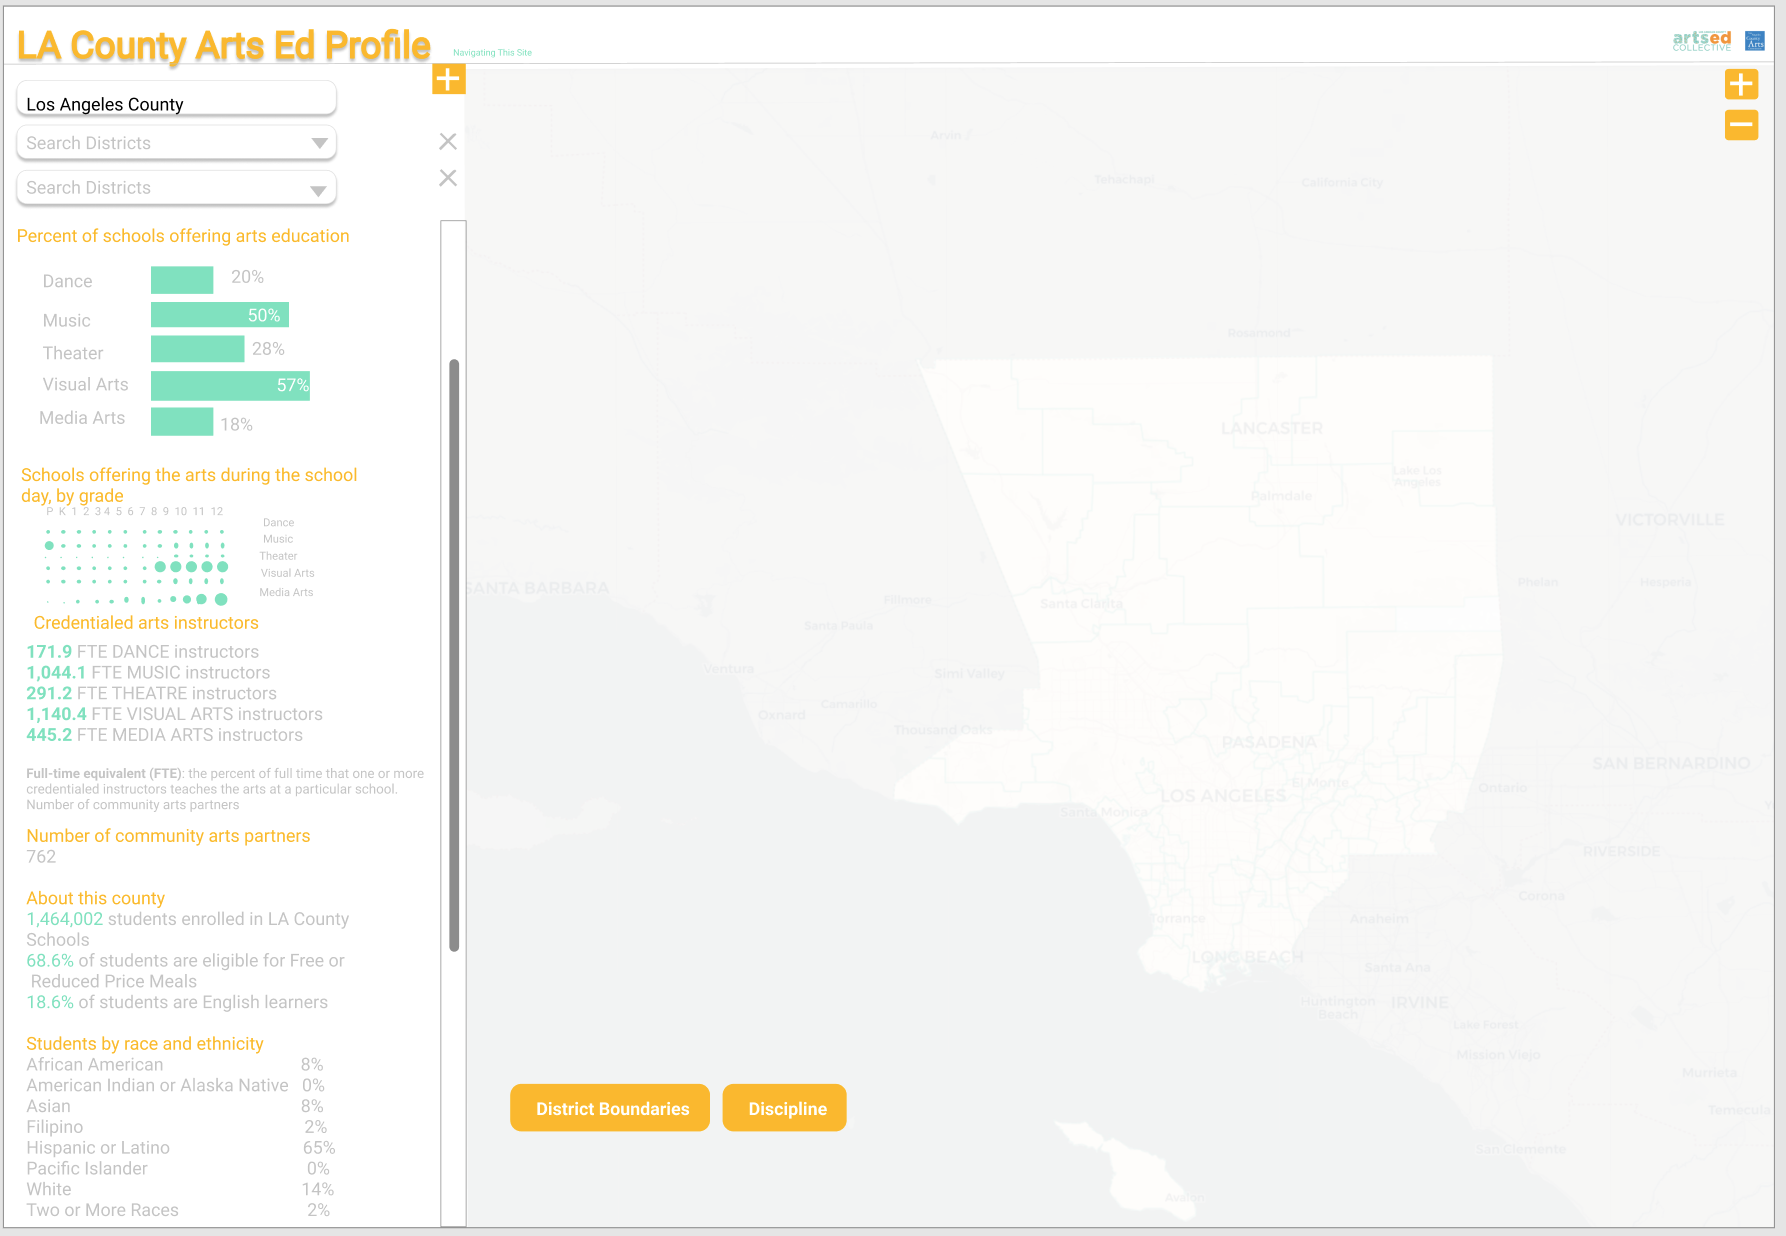 LA County Arts Ed Profile
Navigating This Site
artsed
COLLECTIVE
Arts
Los Angeles County
Search Districts
Search Districts
Percent of schools offering arts education
Dance 20%
Music 50%
Theater 28%
Visual Arts 57%
Media Arts 18%
Schools offering the arts during the school
day, by grade
P K 1 2 3 4 5 6 7 8 9 10 11 12
Dance
Music
Theater
Visual Arts
Media Arts
Credentialed arts instructors
171.9 FTE DANCE instructors
1,044.1 FTE MUSIC instructors
291.2 FTE THEATRE instructors
1,140.4 FTE VISUAL ARTS instructors
445.2 FTE MEDIA ARTS instructors
Full-time equivalent (FTE): the percent of full time that one or more
credentialed instructors teaches the arts at a particular school.
Number of community arts partners
Number of community arts partners
762
About this county
1,464,002 students enrolled in LA County
Schools
68.6% of students are eligible for Free or
Reduced Price Meals
18.6% of students are English learners
Students by race and ethnicity
African American 8%
American Indian or Alaska Native 0%
Asian 8%
Filipino 2%
Hispanic or Latino 65%
Pacific Islander 0%
White 14%
Two or More Races 2%
Arvin
Tehachapi
California City
Rosamond
LANCASTER
Lake Los
Angeles
Palmdale
VICTORVILLE
SANTA BARBARA
Fillmore
Santa Clarita
Phelan
Hesperia
Santa Paula
Ventura
Simi Valley
Camarillo
Oxnard
Thousand Oaks
PASADENA
SAN BERNARDINO
El Monte
Ontario
LOS ANGELES
Santa Monica
RIVERSIDE
Corona
Torrance
Anaheim
LONG BEACH
Santa Ana
Huntington
Beach
IRVINE
Lake Forest
Mission Viejo
Murrieta
Temecula
San Clemente
Avalon
District Boundaries
Discipline